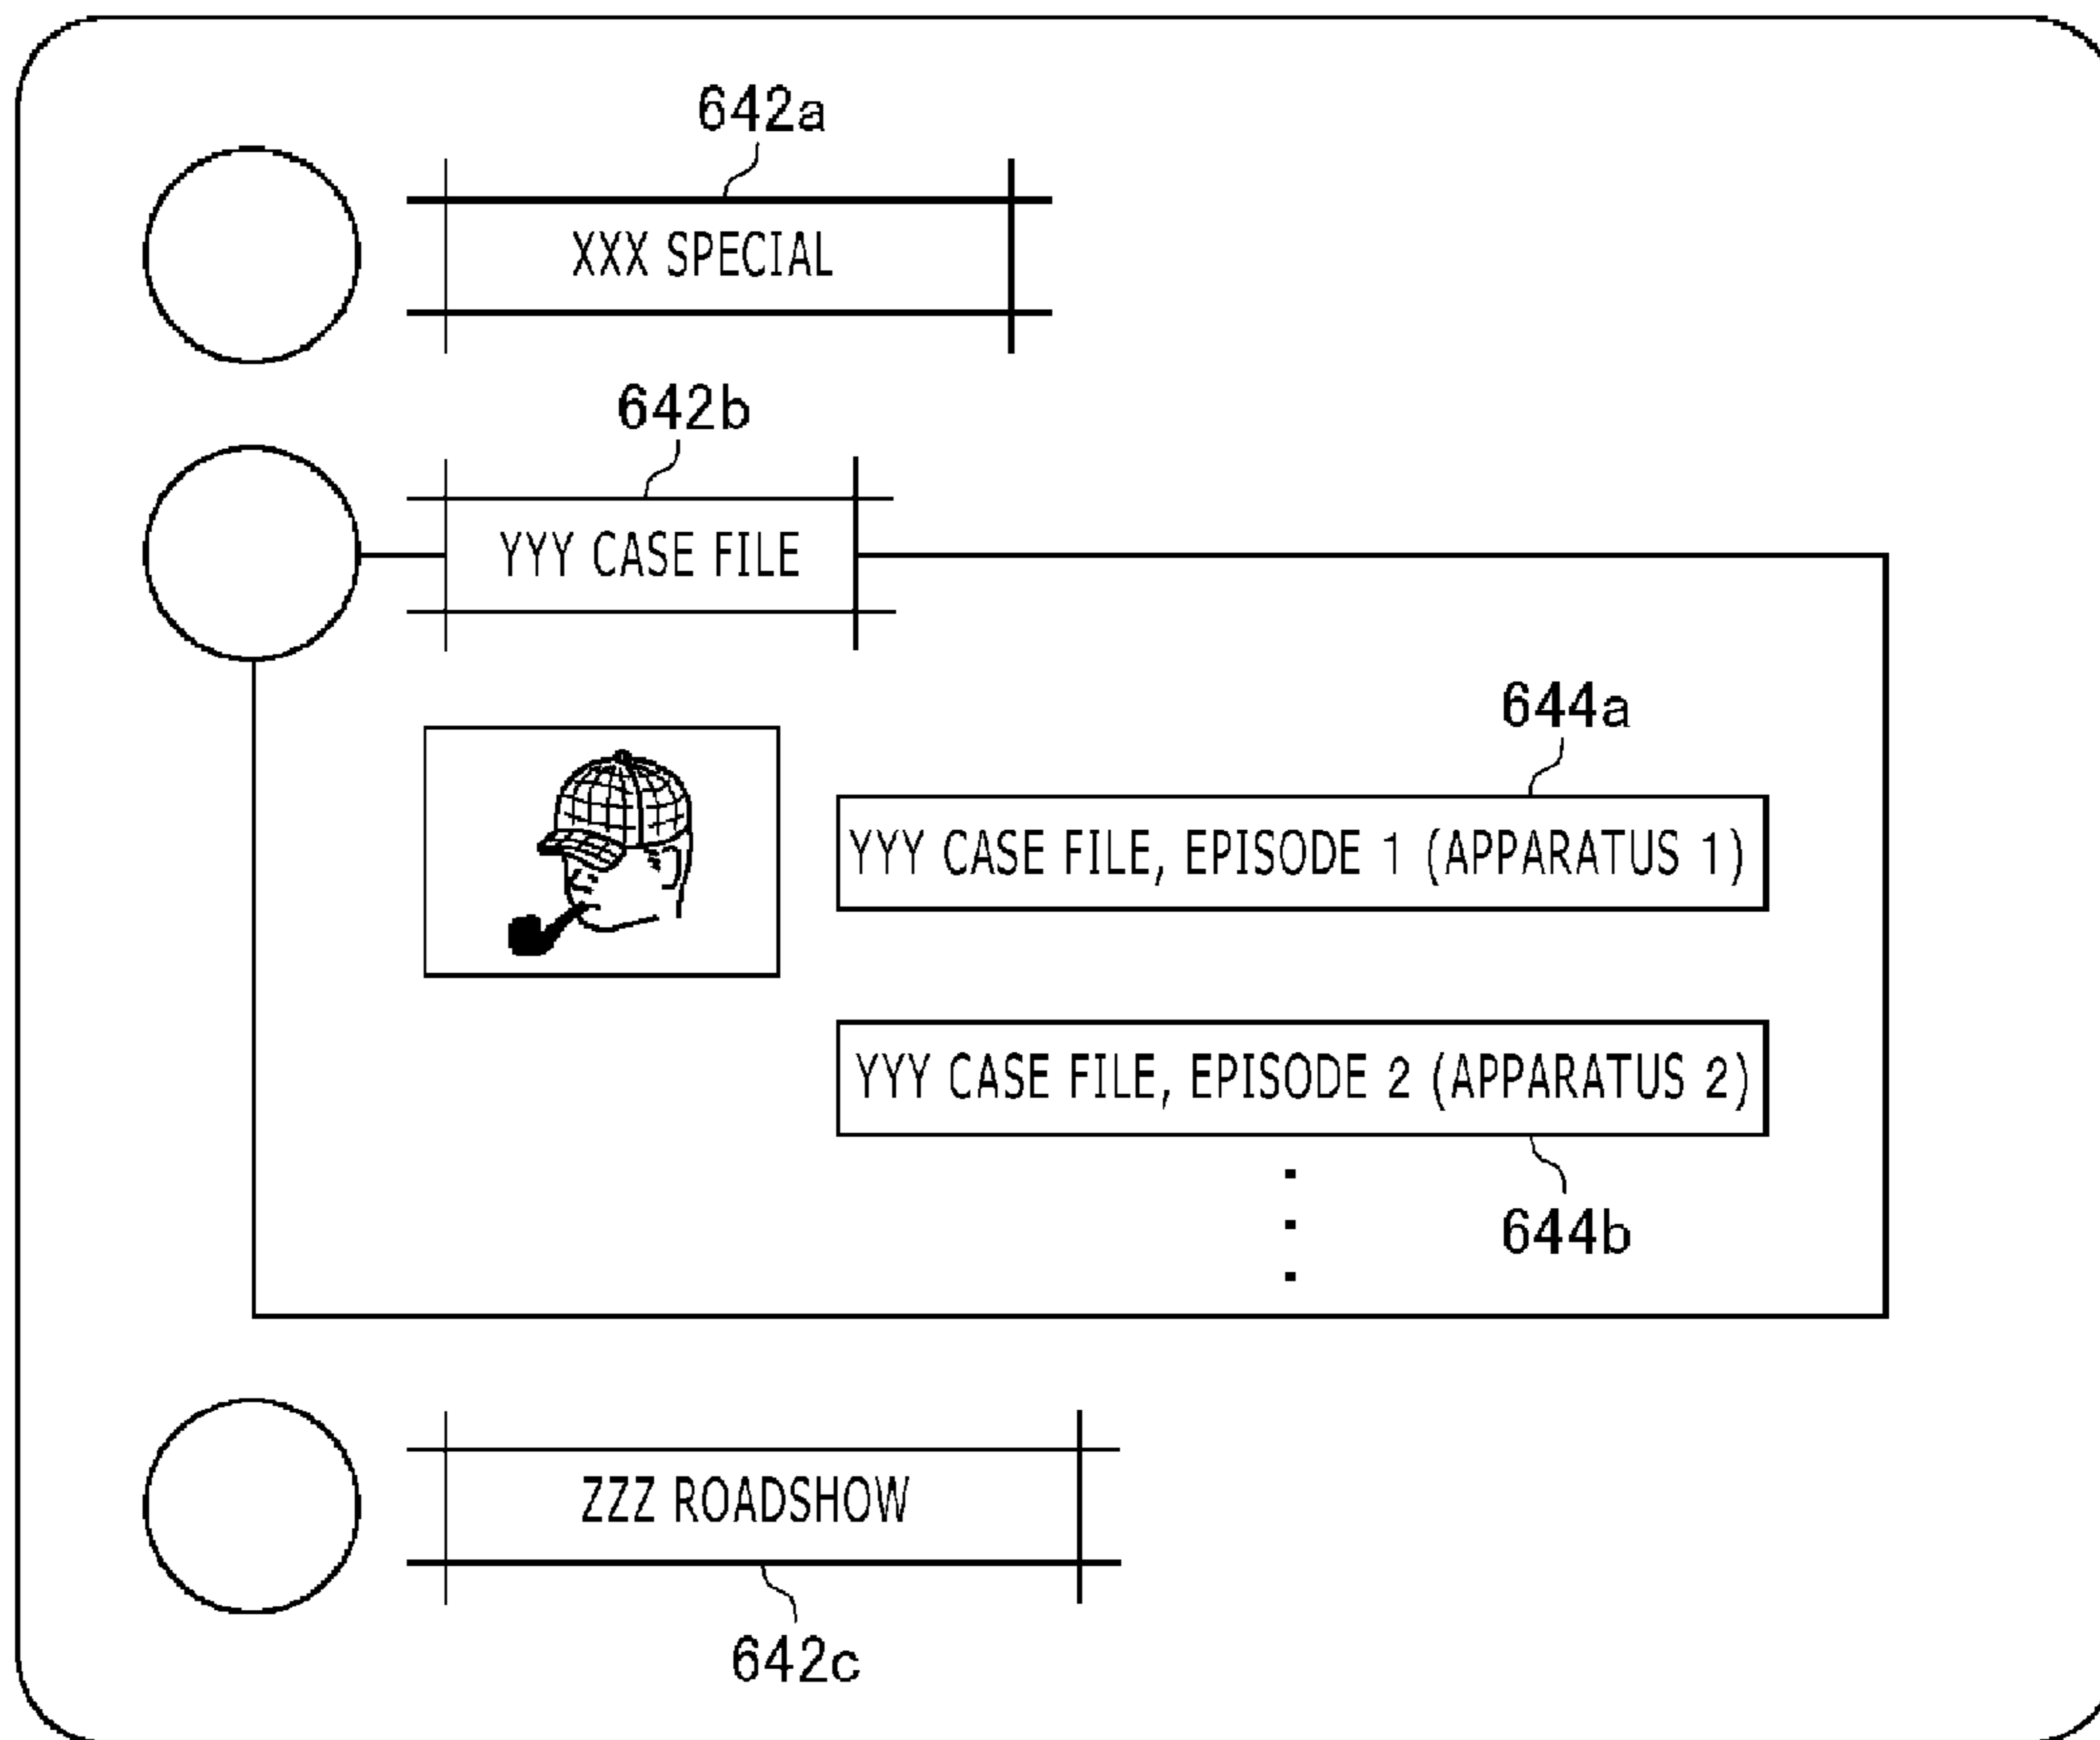 642a
XXX SPECIAL
642b
YYY CASE FILE
644a
YYY CASE FILE, EPISODE 1 (APPARATUS 1)
YYY CASE FILE, EPISODE 2 (APPARATUS 2)
644b
ZZZ ROADSHOW
642c